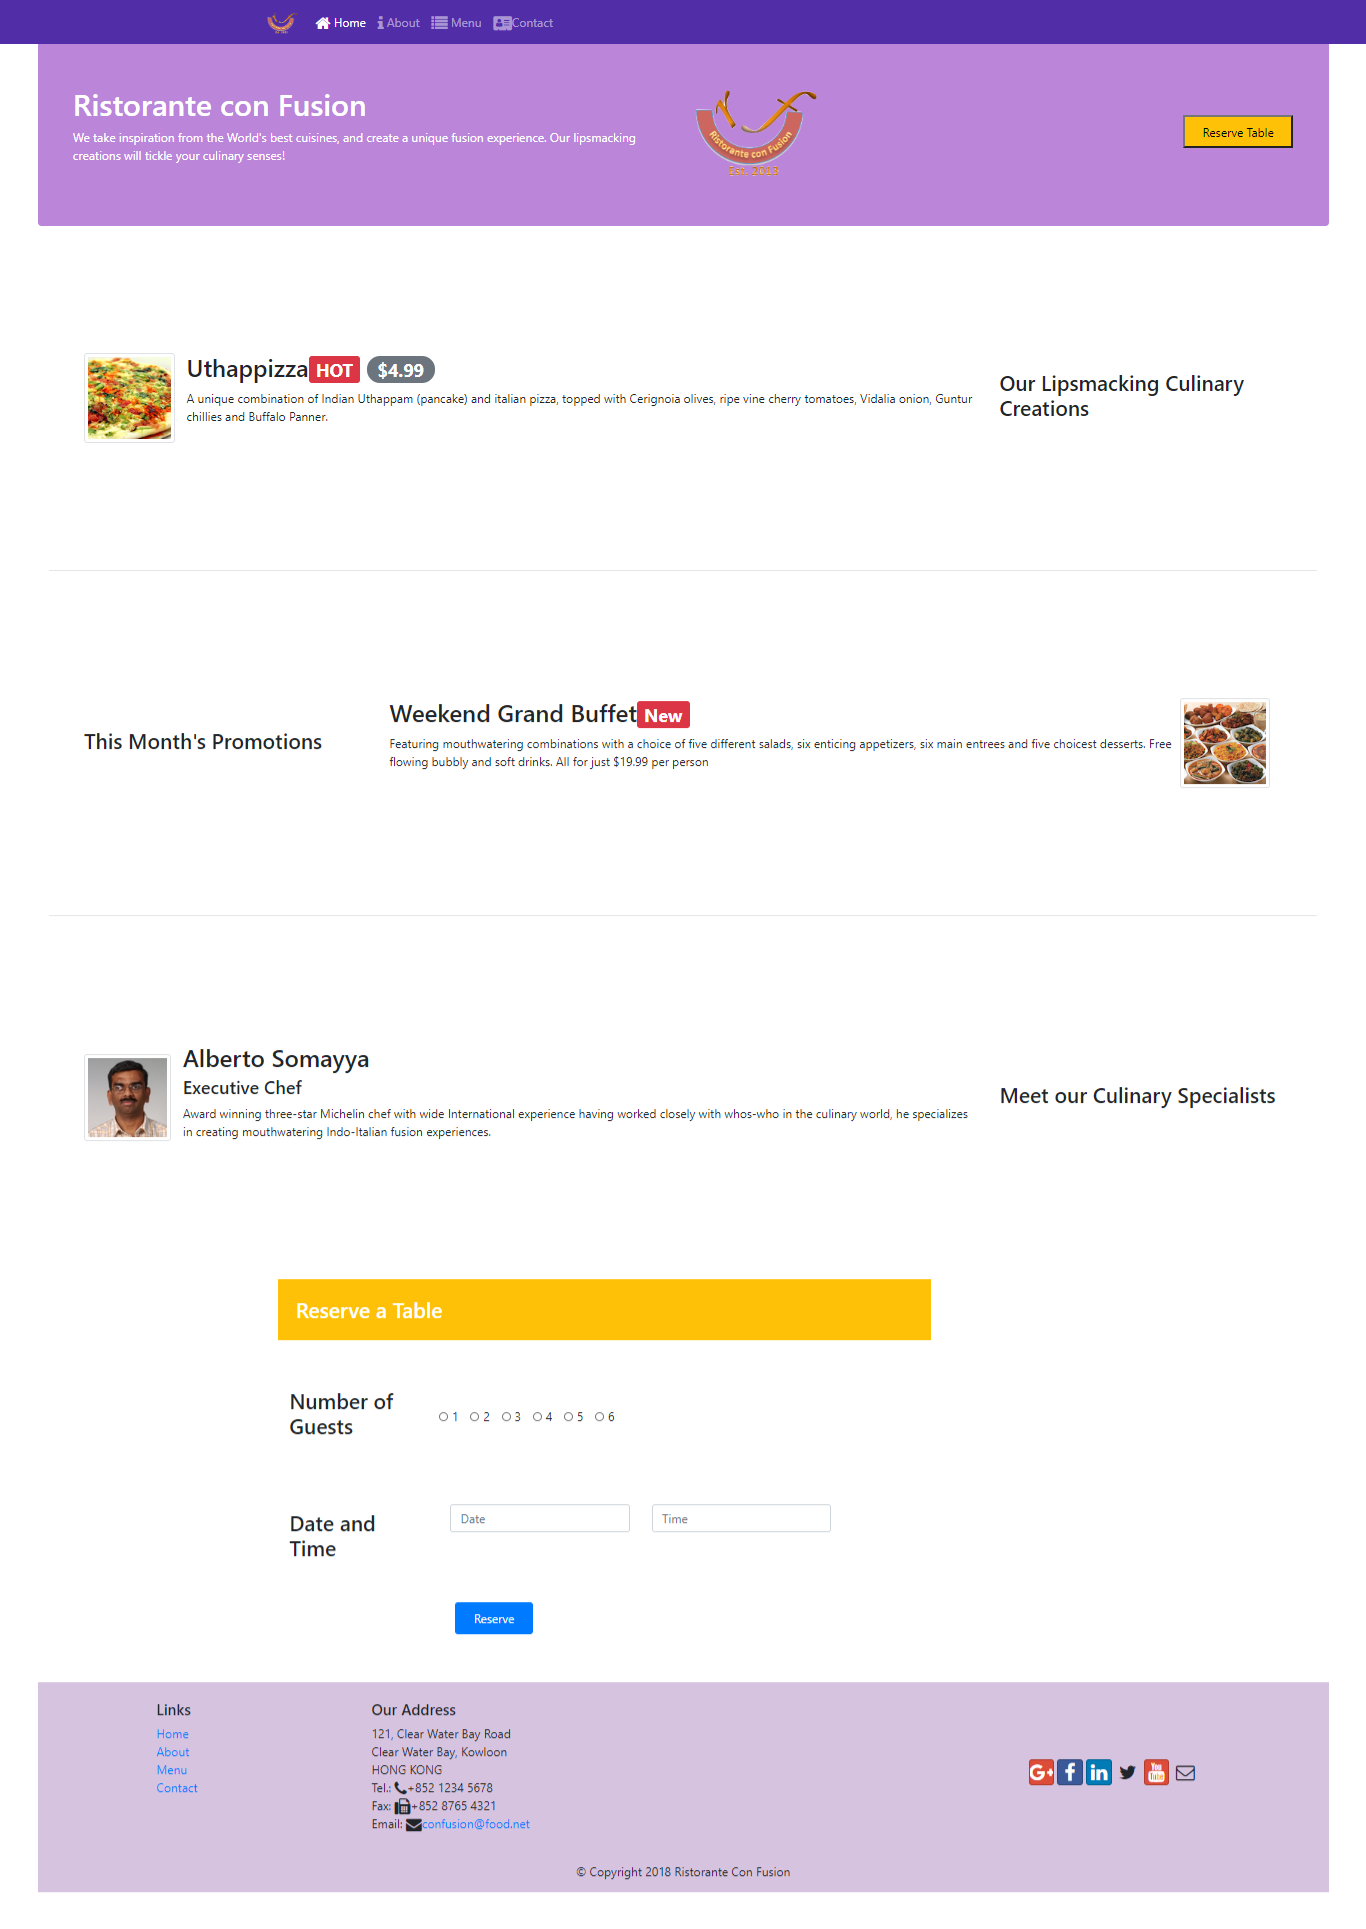 Home About Menu Contact
Ristorante con Fusion
We take inspiration from the World's best cuisines, and create a unique fusion experience. Our lipsmacking
creations will tickle your culinary senses!
Ristorante con Fusion
Est. 2013
Reserve Table
Uthappizza HOT $4.99
A unique combination of Indian Uthappam (pancake) and italian pizza, topped with Cerignoia olives, ripe vine cherry tomatoes, Vidalia onion, Guntur
chillies and Buffalo Panner.
Our Lipsmacking Culinary
Creations
This Month's Promotions
Weekend Grand Buffet New
Featuring mouthwatering combinations with a choice of five different salads, six enticing appetizers, six main entrees and five choicest desserts. Free
flowing bubbly and soft drinks. All for just $19.99 per person
Alberto Somayya
Executive Chef
Award winning three-star Michelin chef with wide International experience having worked closely with whos-who in the culinary world, he specializes
in creating mouthwatering Indo-Italian fusion experiences.
Meet our Culinary Specialists
Reserve a Table
Number of
Guests
1 2 3 4 5 6
Date and
Time
Date Time
Reserve
Links
Home
About
Menu
Contact
Our Address
121, Clear Water Bay Road
Clear Water Bay, Kowloon
HONG KONG
Tel.: +852 1234 5678
Fax: +852 8765 4321
Email: confusion@food.net
G+ f in You Tube
© Copyright 2018 Ristorante Con Fusion